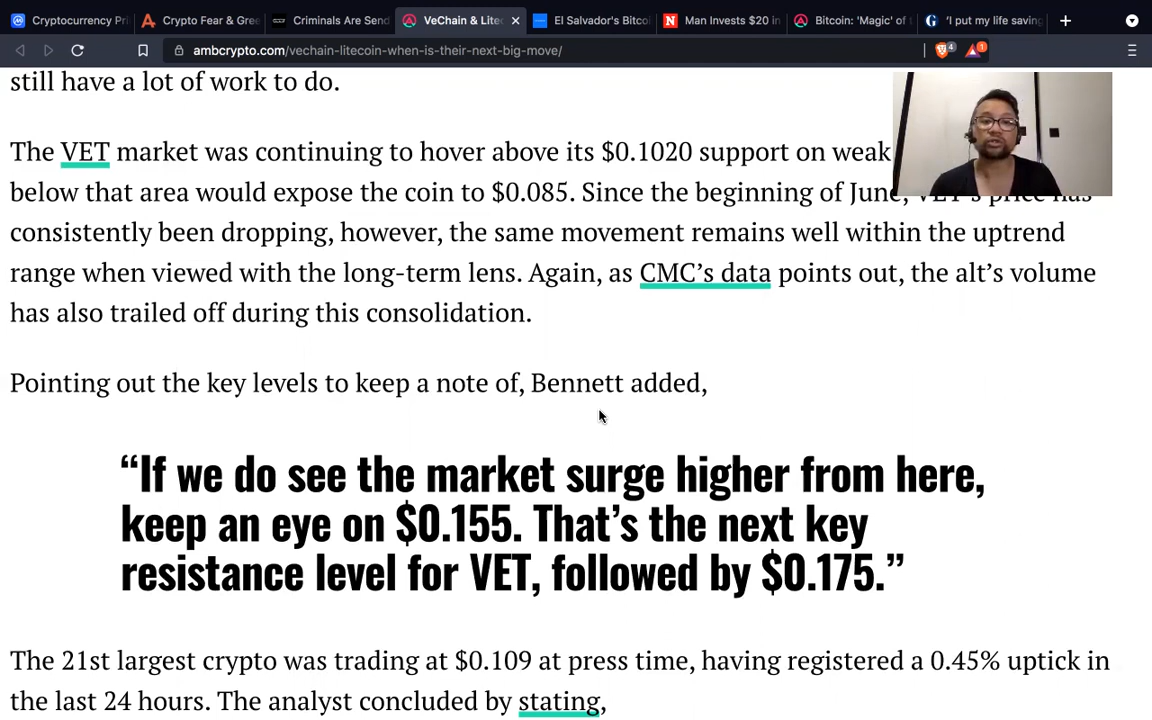 Cryptocurrency Pri
Crypto Fear & Gre
Criminals Are Send
VeChain & Lite
El Salvador's Bitco
Man Invests $20 in
Bitcoin: 'Magic' of t
'I put my life saving
ambcrypto.com/vechain-litecoin-when-is-their-next-big-move/
4
1
still have a lot of work to do.
The VET market was continuing to hover above its $0.1020 support on weak
below that area would expose the coin to $0.085. Since the beginning of June, VET's price has
consistently been dropping, however, the same movement remains well within the uptrend
range when viewed with the long-term lens. Again, as CMC's data points out, the alt's volume
has also trailed off during this consolidation.
Pointing out the key levels to keep a note of, Bennett added,
“If we do see the market surge higher from here,
keep an eye on $0.155. That’s the next key
resistance level for VET, followed by $0.175.”
The 21st largest crypto was trading at $0.109 at press time, having registered a 0.45% uptick in
the last 24 hours. The analyst concluded by stating,